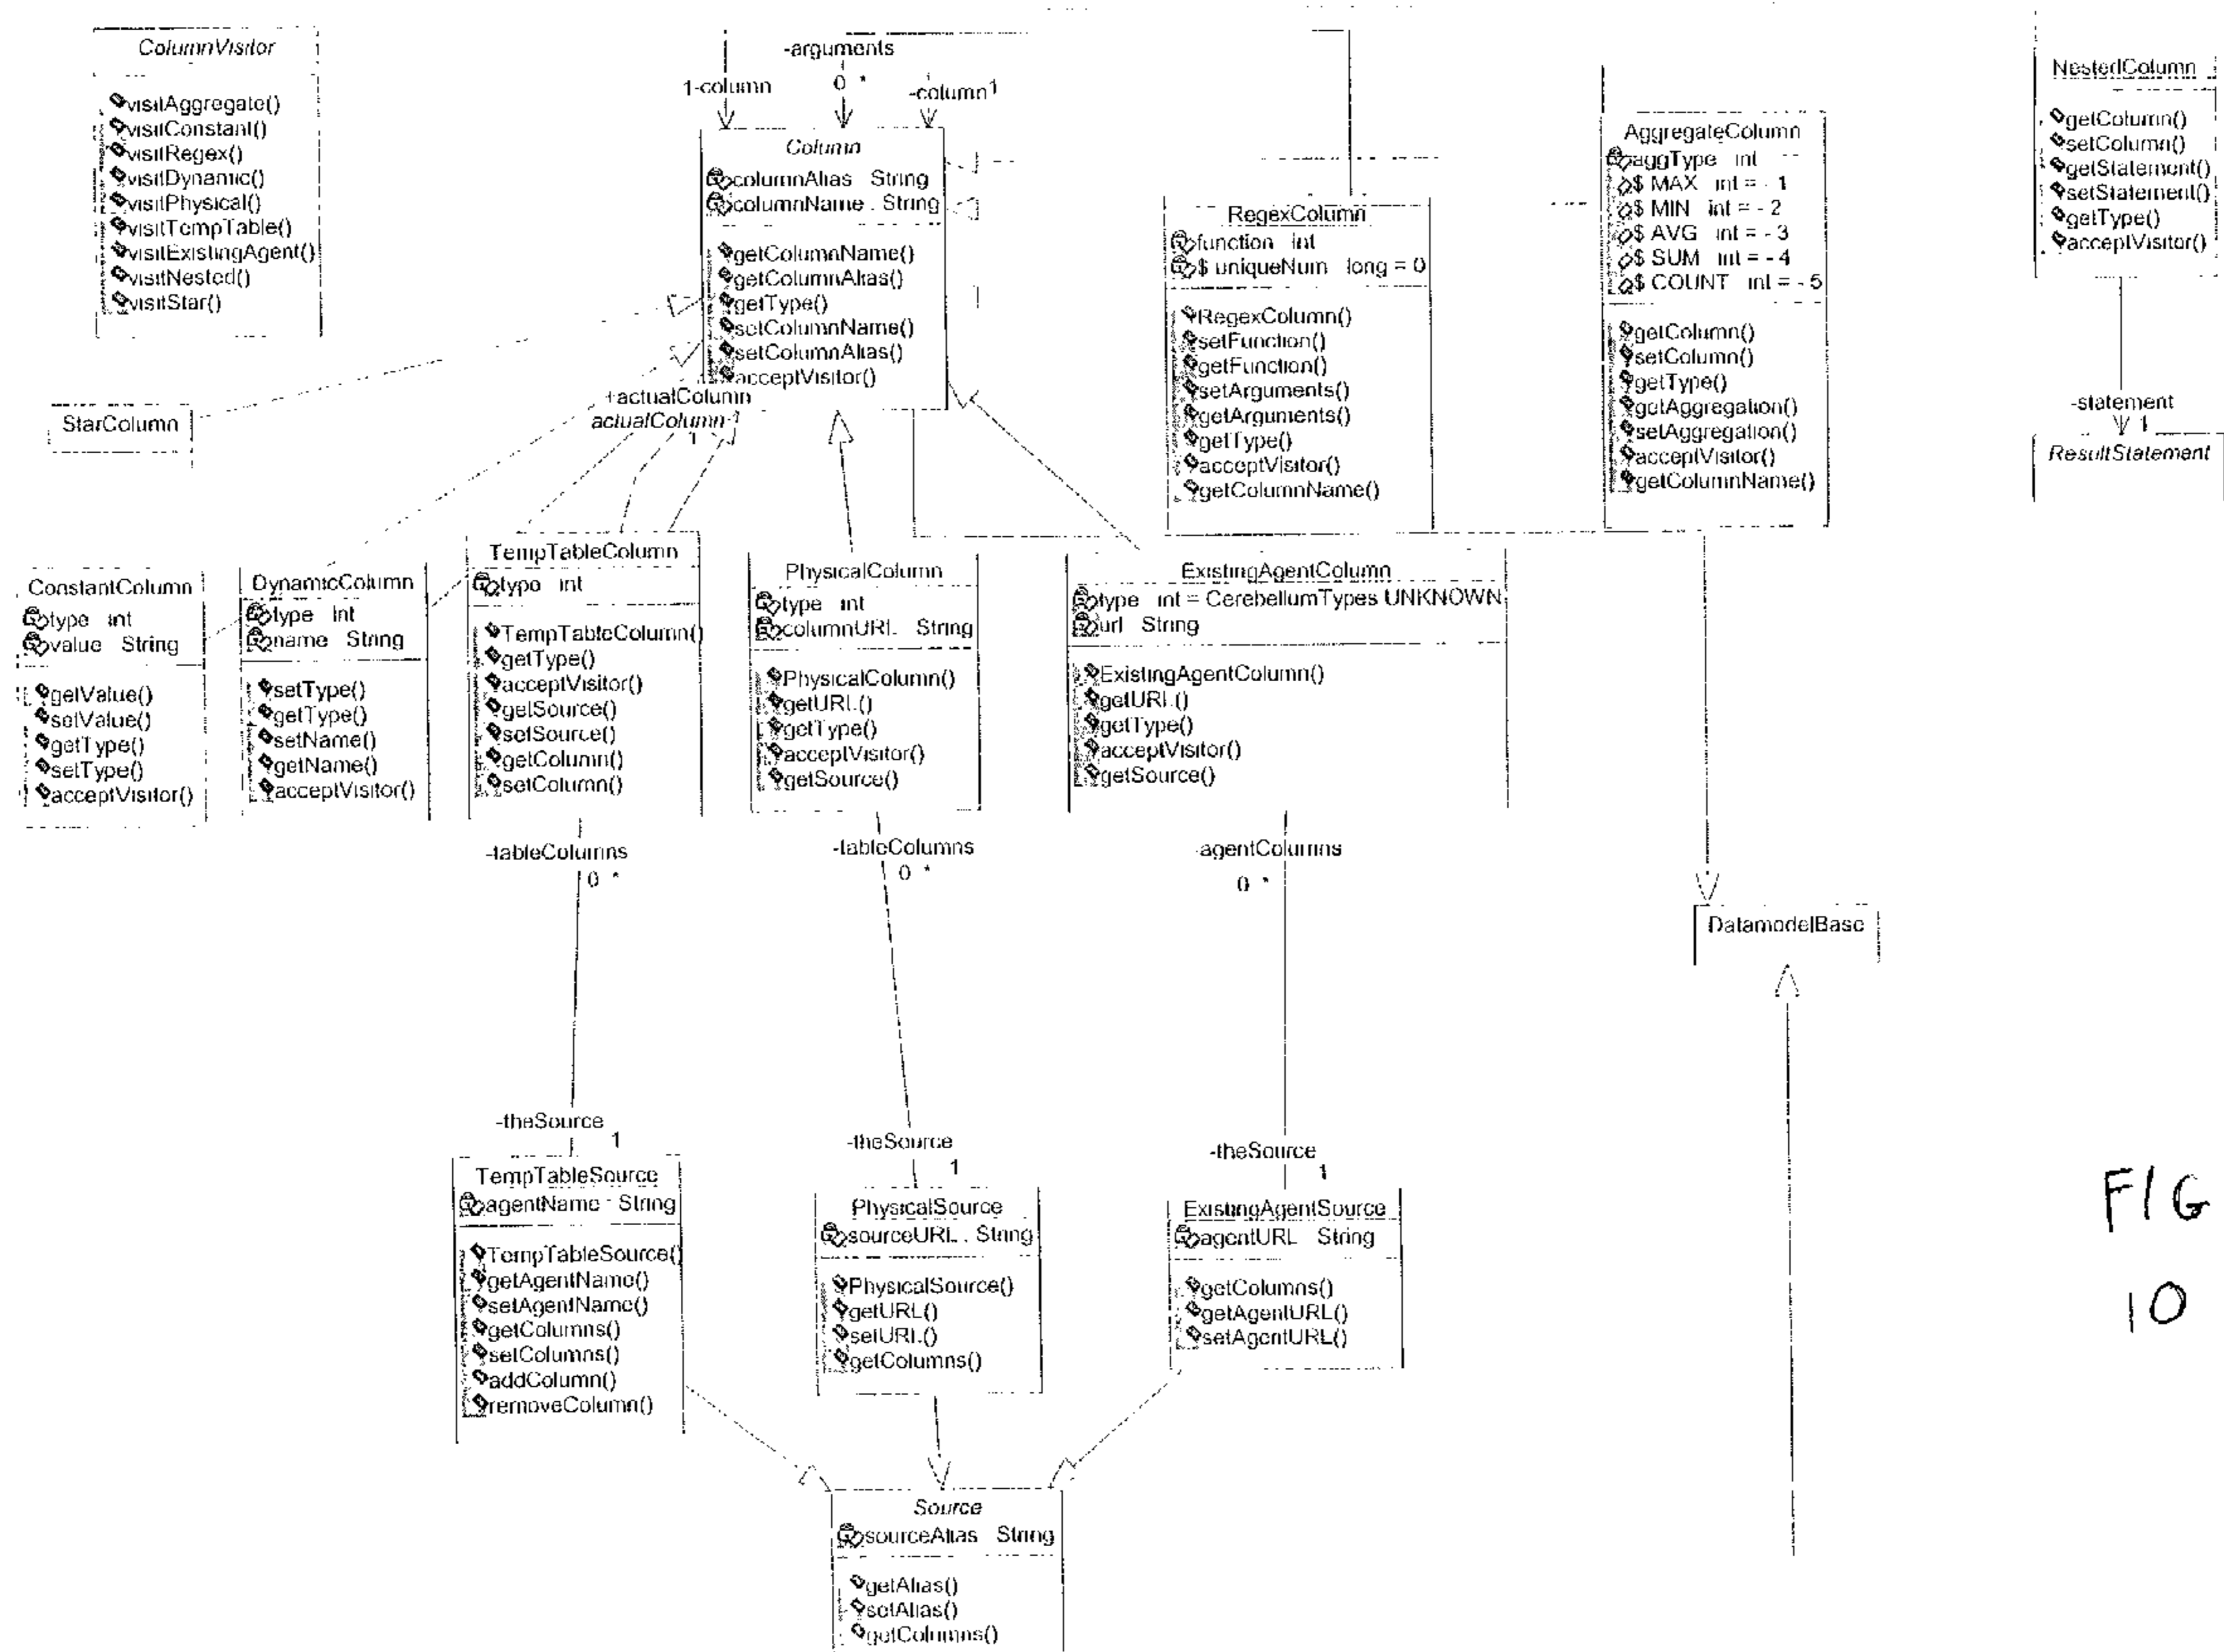 ColumnVisitor
visitAggregate()
visitConstant()
visitRegex()
visitDynamic()
visitPhysical()
visitTempTable()
visitExistingAgent()
visitNested()
visitStar()
-arguments
0 *
1-column
-column1
Column
columnAlias String
columnName . String
getColumnName()
getColumnAlias()
getType()
setColumnName()
setColumnAlias()
acceptVisitor()
+actualColumn
actualColumn-1
1
RegexColumn
function int
$ uniqueNum long = 0
RegexColumn()
setFunction()
getFunction()
setArguments()
getArguments()
getType()
acceptVisitor()
getColumnName()
AggregateColumn
aggType int
$ MAX int = - 1
$ MIN int = - 2
$ AVG int = - 3
$ SUM int = - 4
$ COUNT int = - 5
getColumn()
setColumn()
getType()
getAggregation()
setAggregation()
acceptVisitor()
getColumnName()
NestedColumn
getColumn()
setColumn()
getStatement()
setStatement()
getType()
acceptVisitor()
-statement
1
ResultStatement
StarColumn
ConstantColumn
type int
value String
getValue()
setValue()
getType()
setType()
acceptVisitor()
DynamicColumn
type int
name String
setType()
getType()
setName()
getName()
acceptVisitor()
TempTableColumn
type int
TempTableColumn()
getType()
acceptVisitor()
getSource()
setSource()
getColumn()
setColumn()
PhysicalColumn
type int
columnURL String
PhysicalColumn()
getURL()
getType()
acceptVisitor()
getSource()
ExistingAgentColumn
type int = CerebellumTypes UNKNOWN
url String
ExistingAgentColumn()
getURL()
getType()
acceptVisitor()
getSource()
-tableColumns
0 *
-tableColumns
0 *
-agentColumns
0 *
DatamodelBase
-theSource
1
-theSource
1
-theSource
1
TempTableSource
agentName : String
TempTableSource()
getAgentName()
setAgentName()
getColumns()
setColumns()
addColumn()
removeColumn()
PhysicalSource
sourceURL . String
PhysicalSource()
getURL()
setURL()
getColumns()
ExistingAgentSource
agentURL String
getColumns()
getAgentURL()
setAgentURL()
Source
sourceAlias String
getAlias()
setAlias()
getColumns()
FIG
10